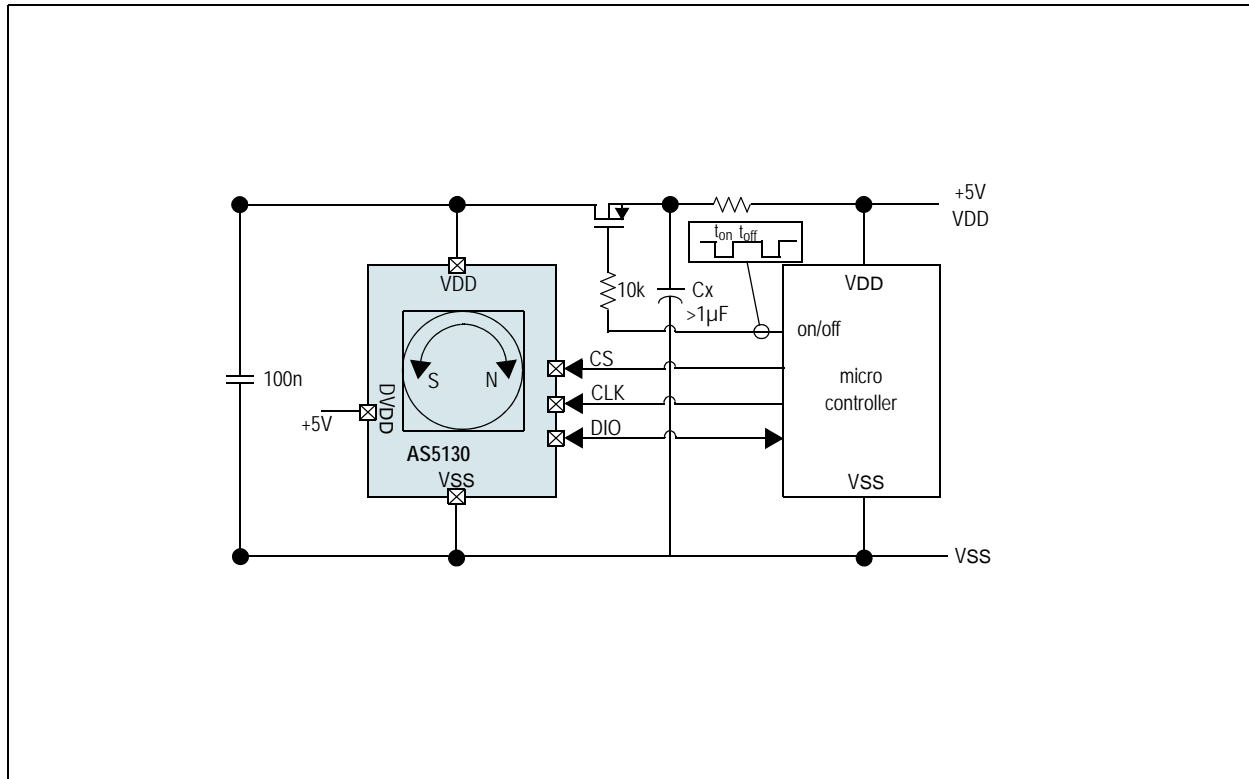 +5V
VDD
ton toff
VDD
VDD
10k
Cx
>1µF
on/off
CS
S
N
micro
controller
100n
CLK
DVDD
+5V
DIO
AS5130
VSS
VSS
VSS